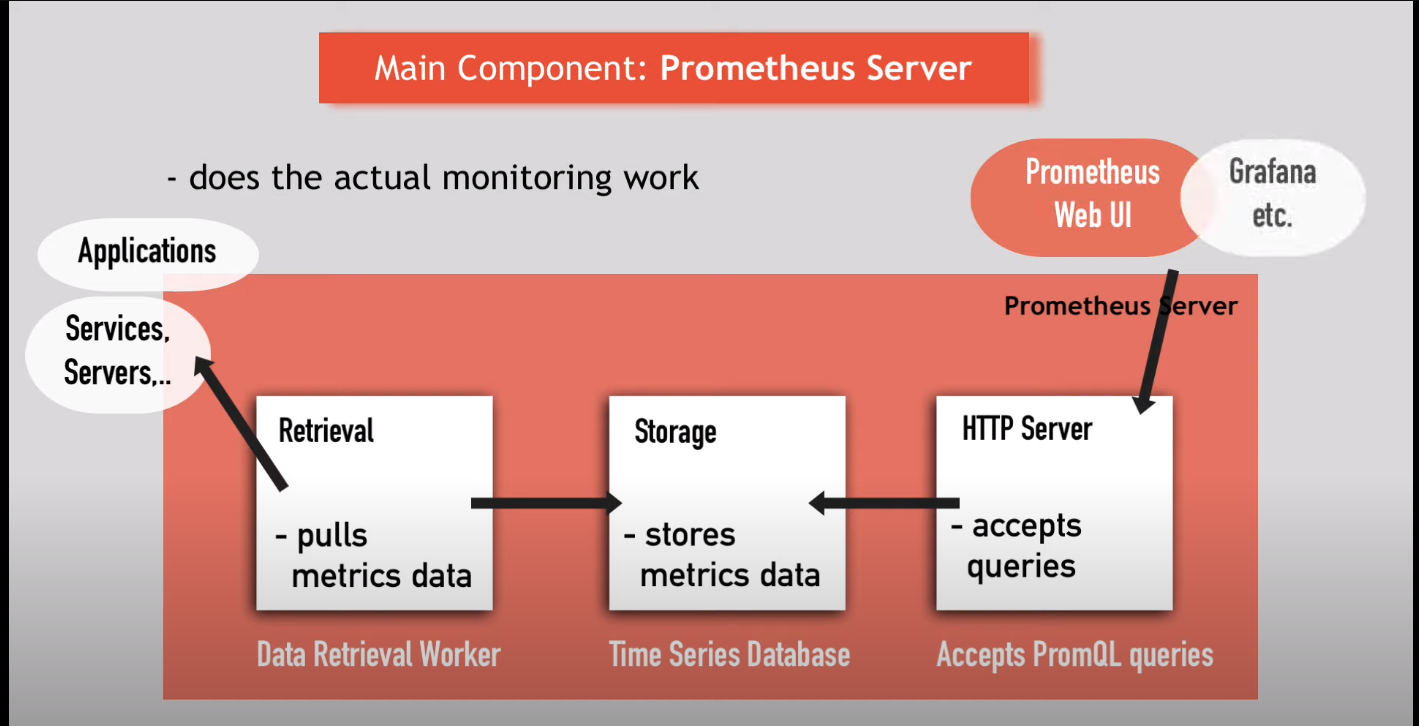 Main Component: Prometheus Server
- does the actual monitoring work
Prometheus
Web UI
Grafana
etc.
Applications
Services,
Servers,..
Prometheus Server
Retrieval
- pulls
metrics data
Data Retrieval Worker
Storage
- stores
metrics data
Time Series Database
HTTP Server
- accepts
queries
Accepts PromQL queries